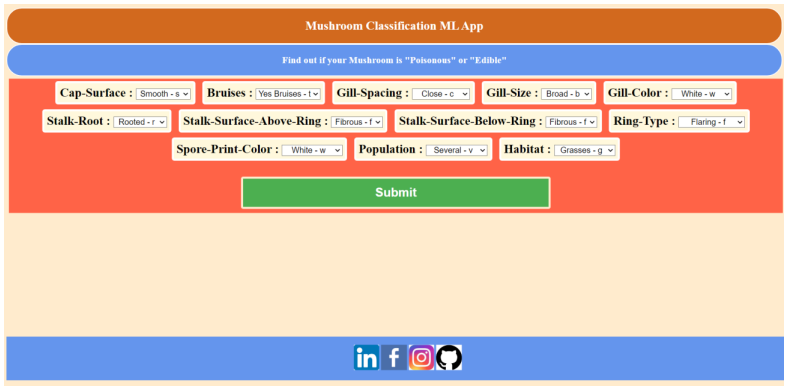 Mushroom Classification ML App
Find out if your Mushroom is "Poisonous" or "Edible"
Cap-Surface : Smooth - s Bruises : Yes Bruises - t Gill-Spacing : Close - c Gill-Size : Broad - b Gill-Color : White - w
Stalk-Root : Rooted - r Stalk-Surface-Above-Ring : Fibrous - f Stalk-Surface-Below-Ring : Fibrous - f Ring-Type : Flaring - f
Spore-Print-Color : White - w Population : Several - v Habitat : Grasses - g
Submit
in f